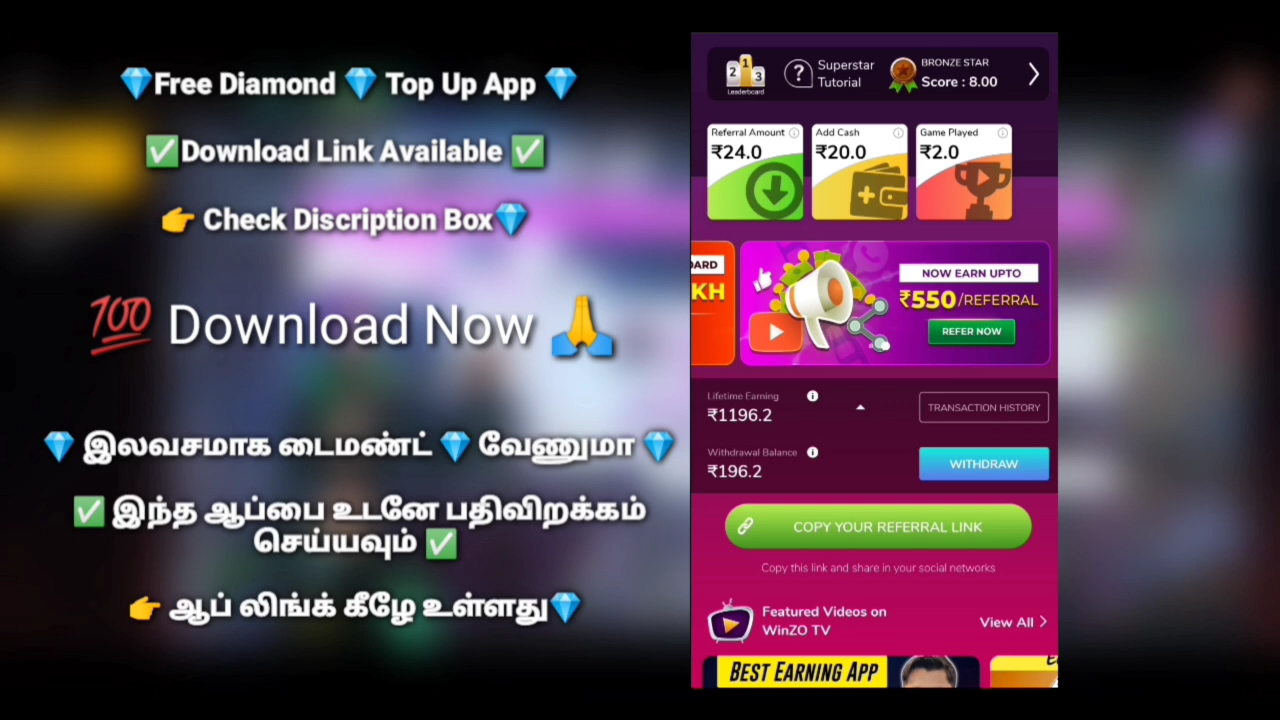 💎Free Diamond 💎 Top Up App 💎
✅Download Link Available ✅
👉 Check Discription Box💎
💯 Download Now 🙏
💎 இலவசமாக டைமண்ட் 💎 வேணுமா 💎
✅ இந்த ஆப்பை உடனே பதிவிறக்கம்
செய்யவும் ✅
👉 ஆப் லிங்க் கீழே உள்ளது💎
2 1 3
Leaderboard
? Superstar
Tutorial
BRONZE STAR
Score : 8.00
Referral Amount
₹24.0
Add Cash
₹20.0
Game Played
₹2.0
NOW EARN UPTO
₹550/REFERRAL
REFER NOW
Lifetime Earning
₹1196.2
TRANSACTION HISTORY
Withdrawal Balance
₹196.2
WITHDRAW
COPY YOUR REFERRAL LINK
Copy this link and share in your social networks
Featured Videos on
WinZO TV
View All
BEST EARNING APP